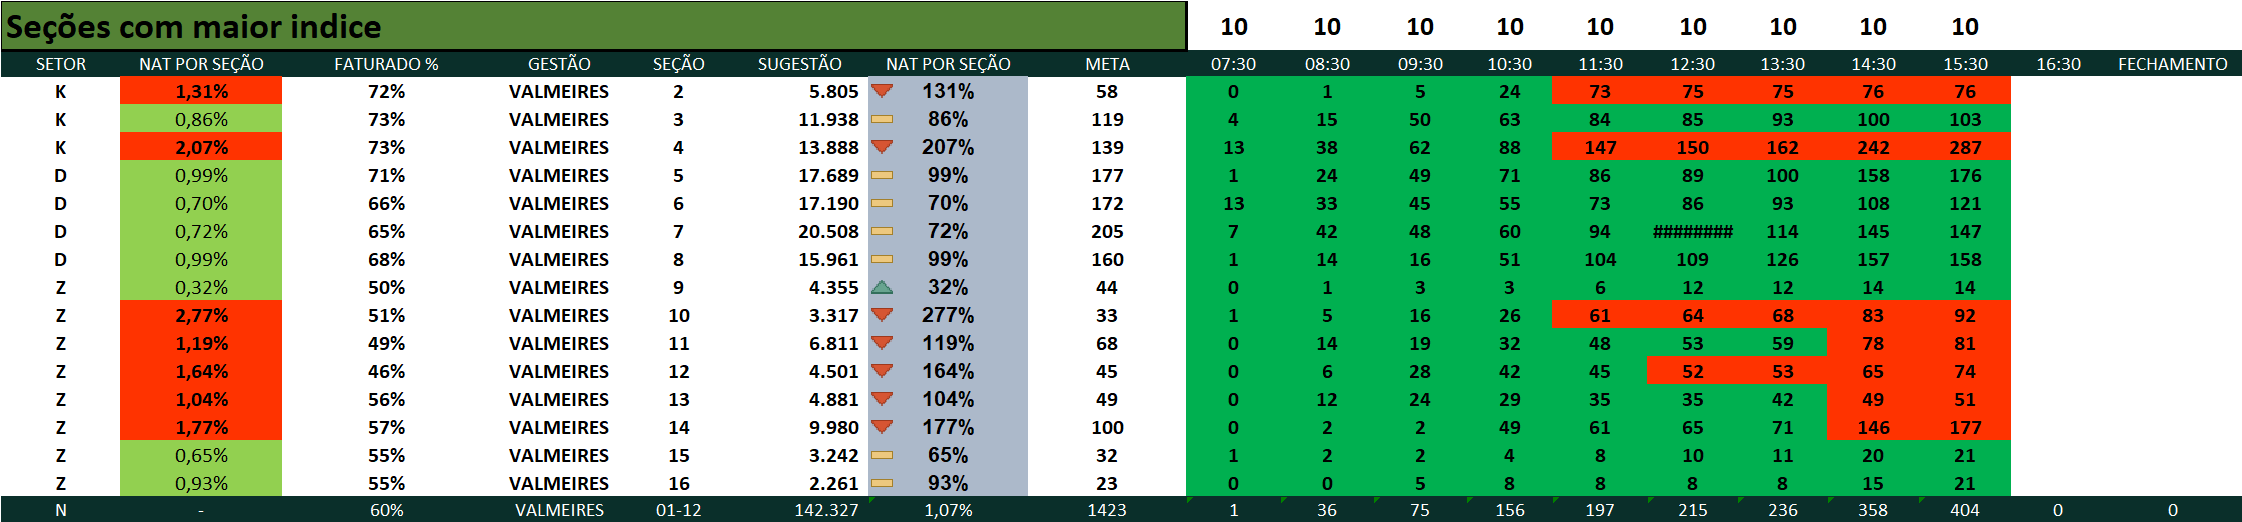 Seções com maior indice 10 10 10 10 10 10 10 10 10
SETOR NAT POR SEÇÃO FATURADO % GESTÃO SEÇÃO SUGESTÃO NAT POR SEÇÃO META 07:30 08:30 09:30 10:30 11:30 12:30 13:30 14:30 15:30 16:30 FECHAMENTO
K 1,31% 72% VALMEIRES 2 5.805 131% 58 0 1 5 24 73 75 75 76 76
K 0,86% 73% VALMEIRES 3 11.938 86% 119 4 15 50 63 84 85 93 100 103
K 2,07% 73% VALMEIRES 4 13.888 207% 139 13 38 62 88 147 150 162 242 287
D 0,99% 71% VALMEIRES 5 17.689 99% 177 1 24 49 71 86 89 100 158 176
D 0,70% 66% VALMEIRES 6 17.190 70% 172 13 33 45 55 73 86 93 108 121
D 0,72% 65% VALMEIRES 7 20.508 72% 205 7 42 48 60 94 ######## 114 145 147
D 0,99% 68% VALMEIRES 8 15.961 99% 160 1 14 16 51 104 109 126 157 158
Z 0,32% 50% VALMEIRES 9 4.355 32% 44 0 1 3 3 6 12 12 14 14
Z 2,77% 51% VALMEIRES 10 3.317 277% 33 1 5 16 26 61 64 68 83 92
Z 1,19% 49% VALMEIRES 11 6.811 119% 68 0 14 19 32 48 53 59 78 81
Z 1,64% 46% VALMEIRES 12 4.501 164% 45 0 6 28 42 45 52 53 65 74
Z 1,04% 56% VALMEIRES 13 4.881 104% 49 0 12 24 29 35 35 42 49 51
Z 1,77% 57% VALMEIRES 14 9.980 177% 100 0 2 2 49 61 65 71 146 177
Z 0,65% 55% VALMEIRES 15 3.242 65% 32 1 2 2 4 8 10 11 20 21
Z 0,93% 55% VALMEIRES 16 2.261 93% 23 0 0 5 8 8 8 8 15 21
N - 60% VALMEIRES 01-12 142.327 1,07% 1423 1 36 75 156 197 215 236 358 404 0 0